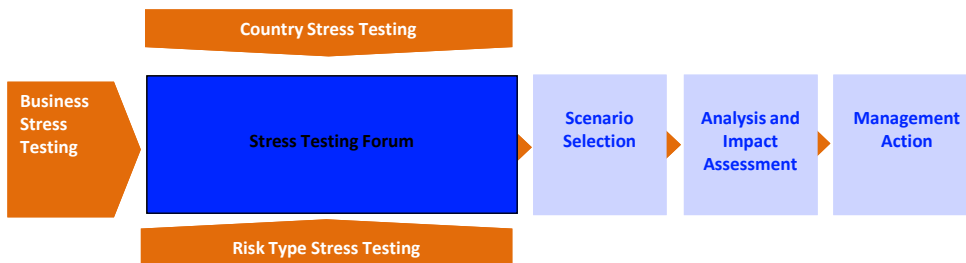 Country Stress Testing
Business
Stress
Testing
Stress Testing Forum
Scenario
Selection
Analysis and
Impact
Assessment
Management
Action
Risk Type Stress Testing